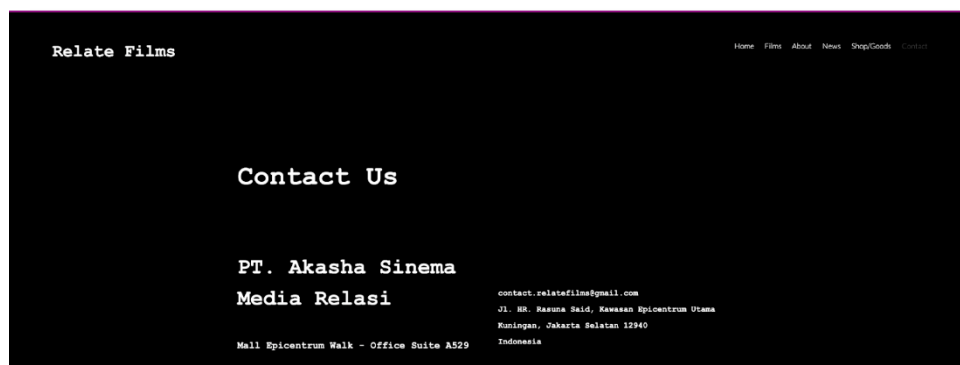 Relate Films
Home Films About News Shop/Goods Contact
Contact Us
PT. Akasha Sinema
Media Relasi
Mall Epicentrum Walk - Office Suite A529
contact.relatefilms@gmail.com
Jl. HR. Rasuna Said, Kawasan Epicentrum Utama
Kuningan, Jakarta Selatan 12940
Indonesia